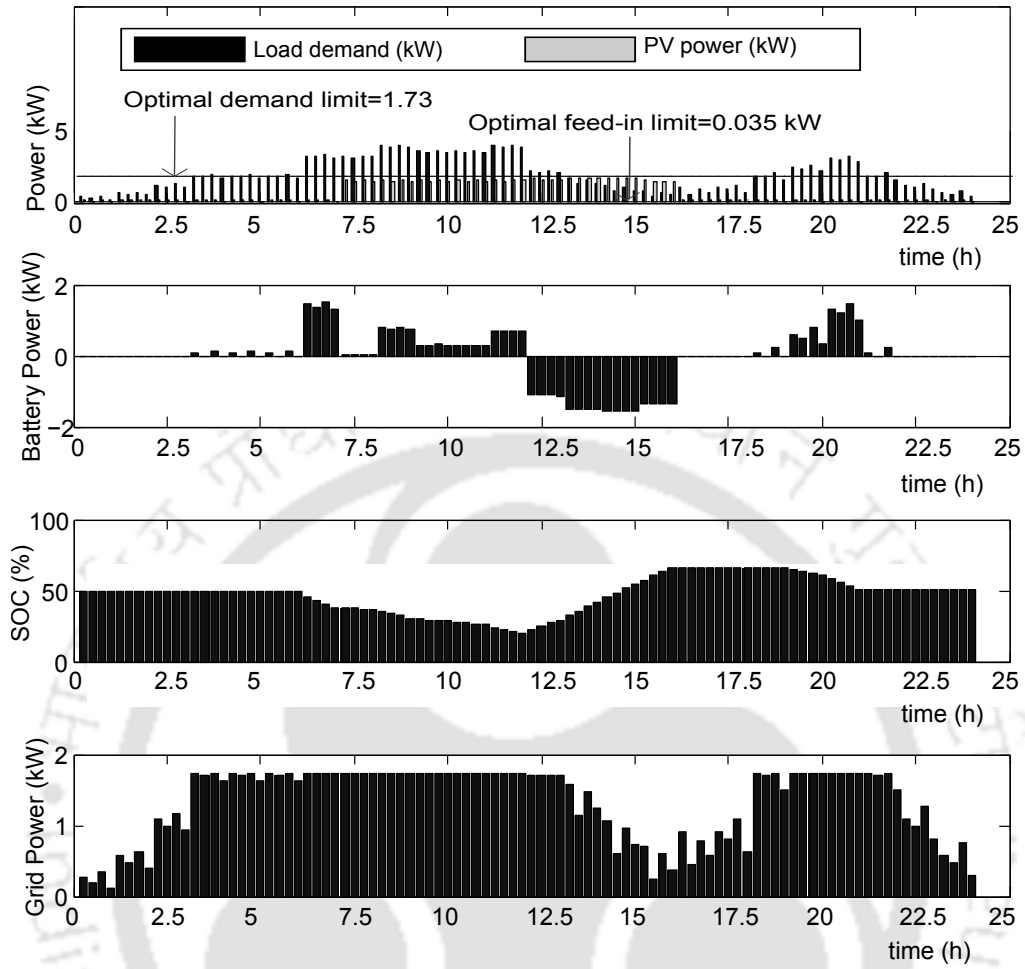 Load demand (kW) PV power (kW)
Optimal demand limit=1.73
Optimal feed-in limit=0.035 kW
Power (kW)
5
0
0 2.5 5 7.5 10 12.5 15 17.5 20 22.5 25
time (h)
Battery Power (kW)
2
0
−2
0 2.5 5 7.5 10 12.5 15 17.5 20 22.5 25
time (h)
SOC (%)
100
50
0
0 2.5 5 7.5 10 12.5 15 17.5 20 22.5 25
time (h)
Grid Power (kW)
2
1
0
0 2.5 5 7.5 10 12.5 15 17.5 20 22.5 25
time (h)